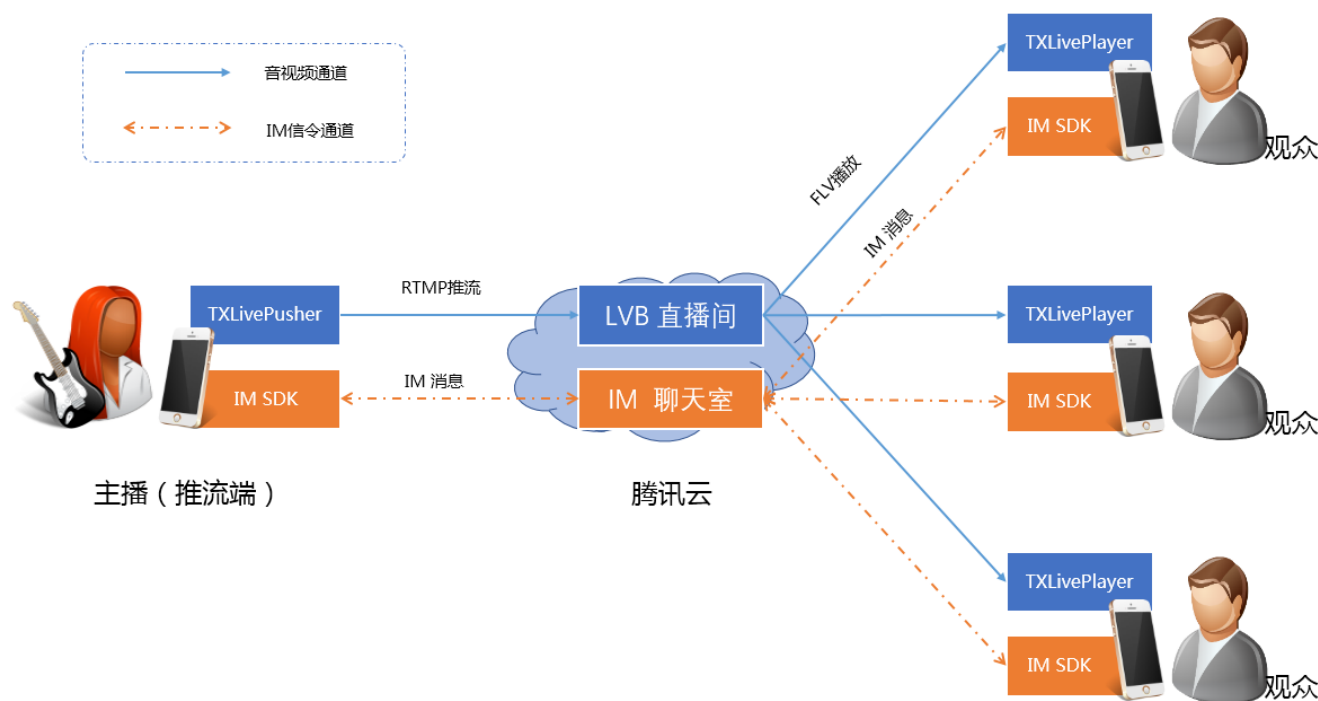 音视频通道
IM信令通道
TXLivePlayer
IM SDK
观众
FLV播放
IM 消息
TXLivePusher
RTMP推流
LVB 直播间
TXLivePlayer
IM SDK
IM 消息
IM 聊天室
IM SDK
观众
主播（推流端）
腾讯云
TXLivePlayer
IM SDK
观众